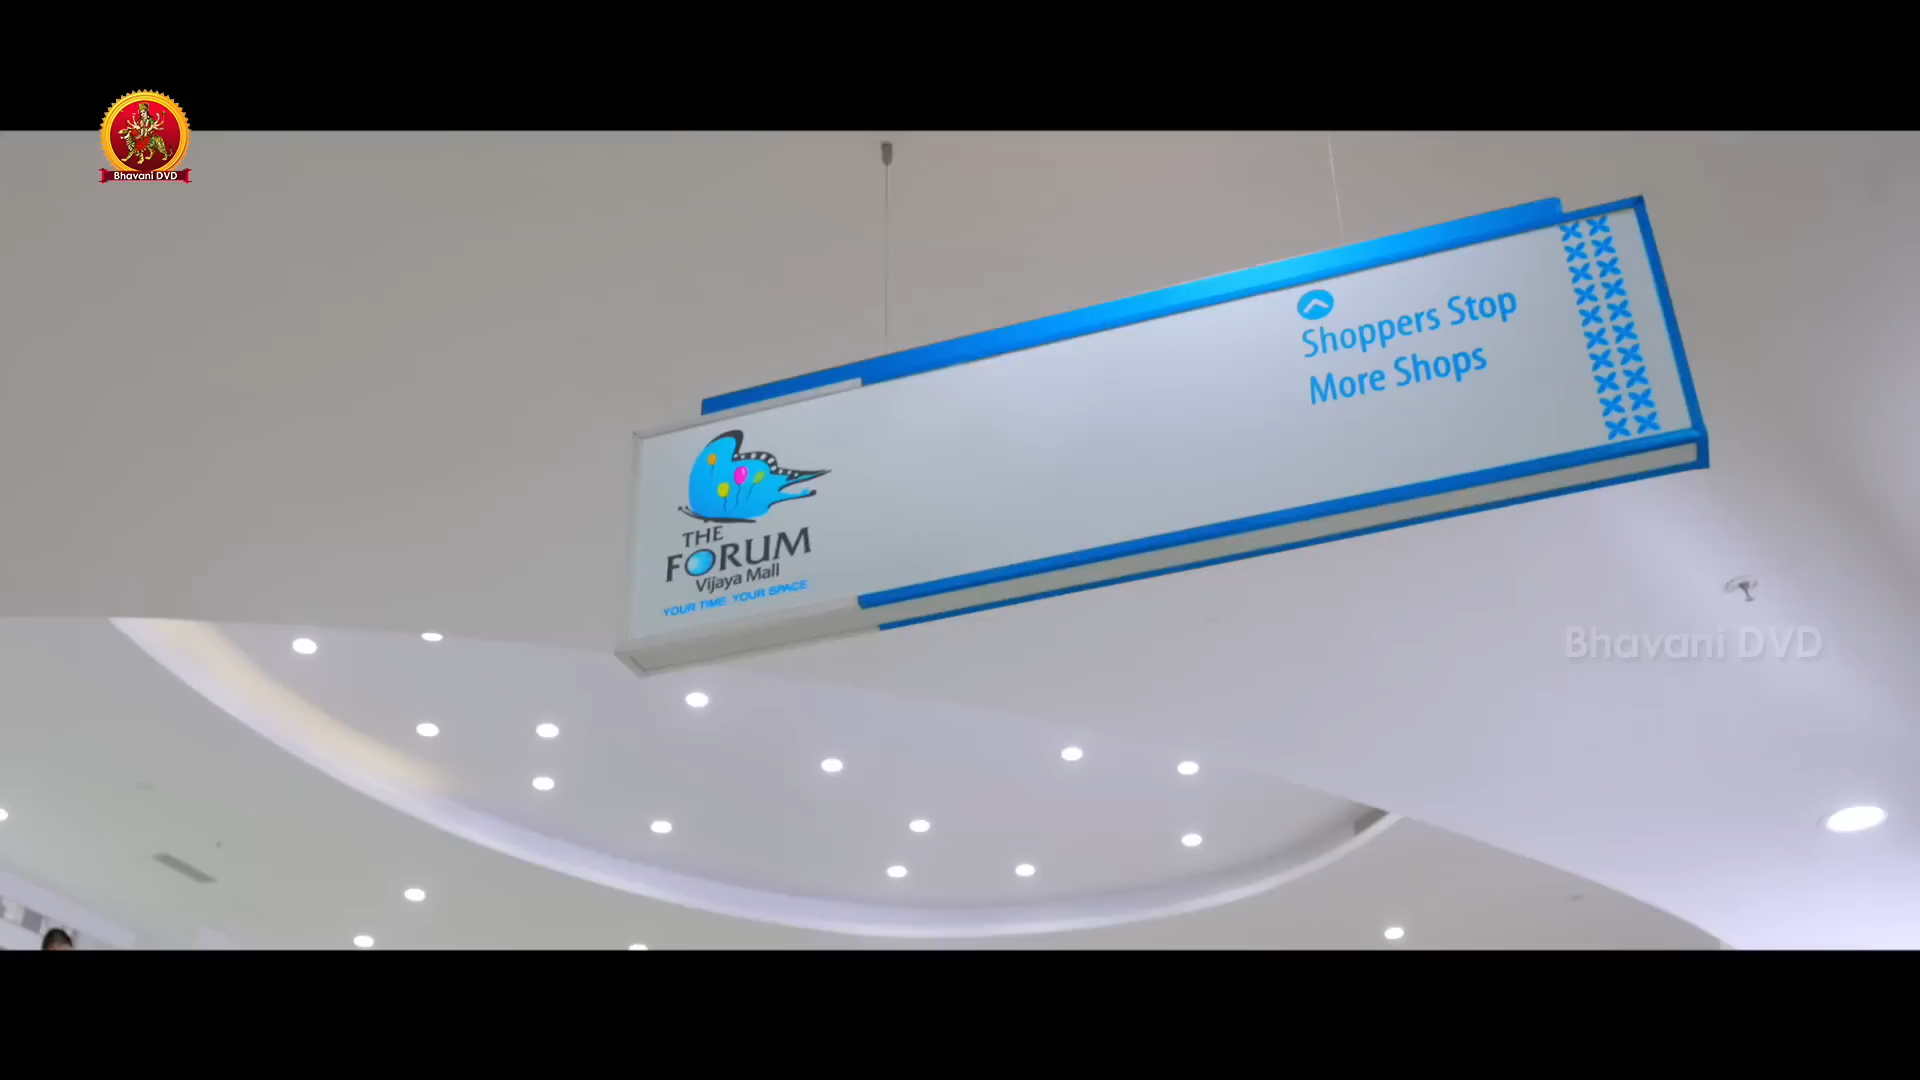 Bhavani DVD
Shoppers Stop
More Shops
THE
FORUM
Vijaya Mall
YOUR TIME. YOUR SPACE
Bhavani DVD